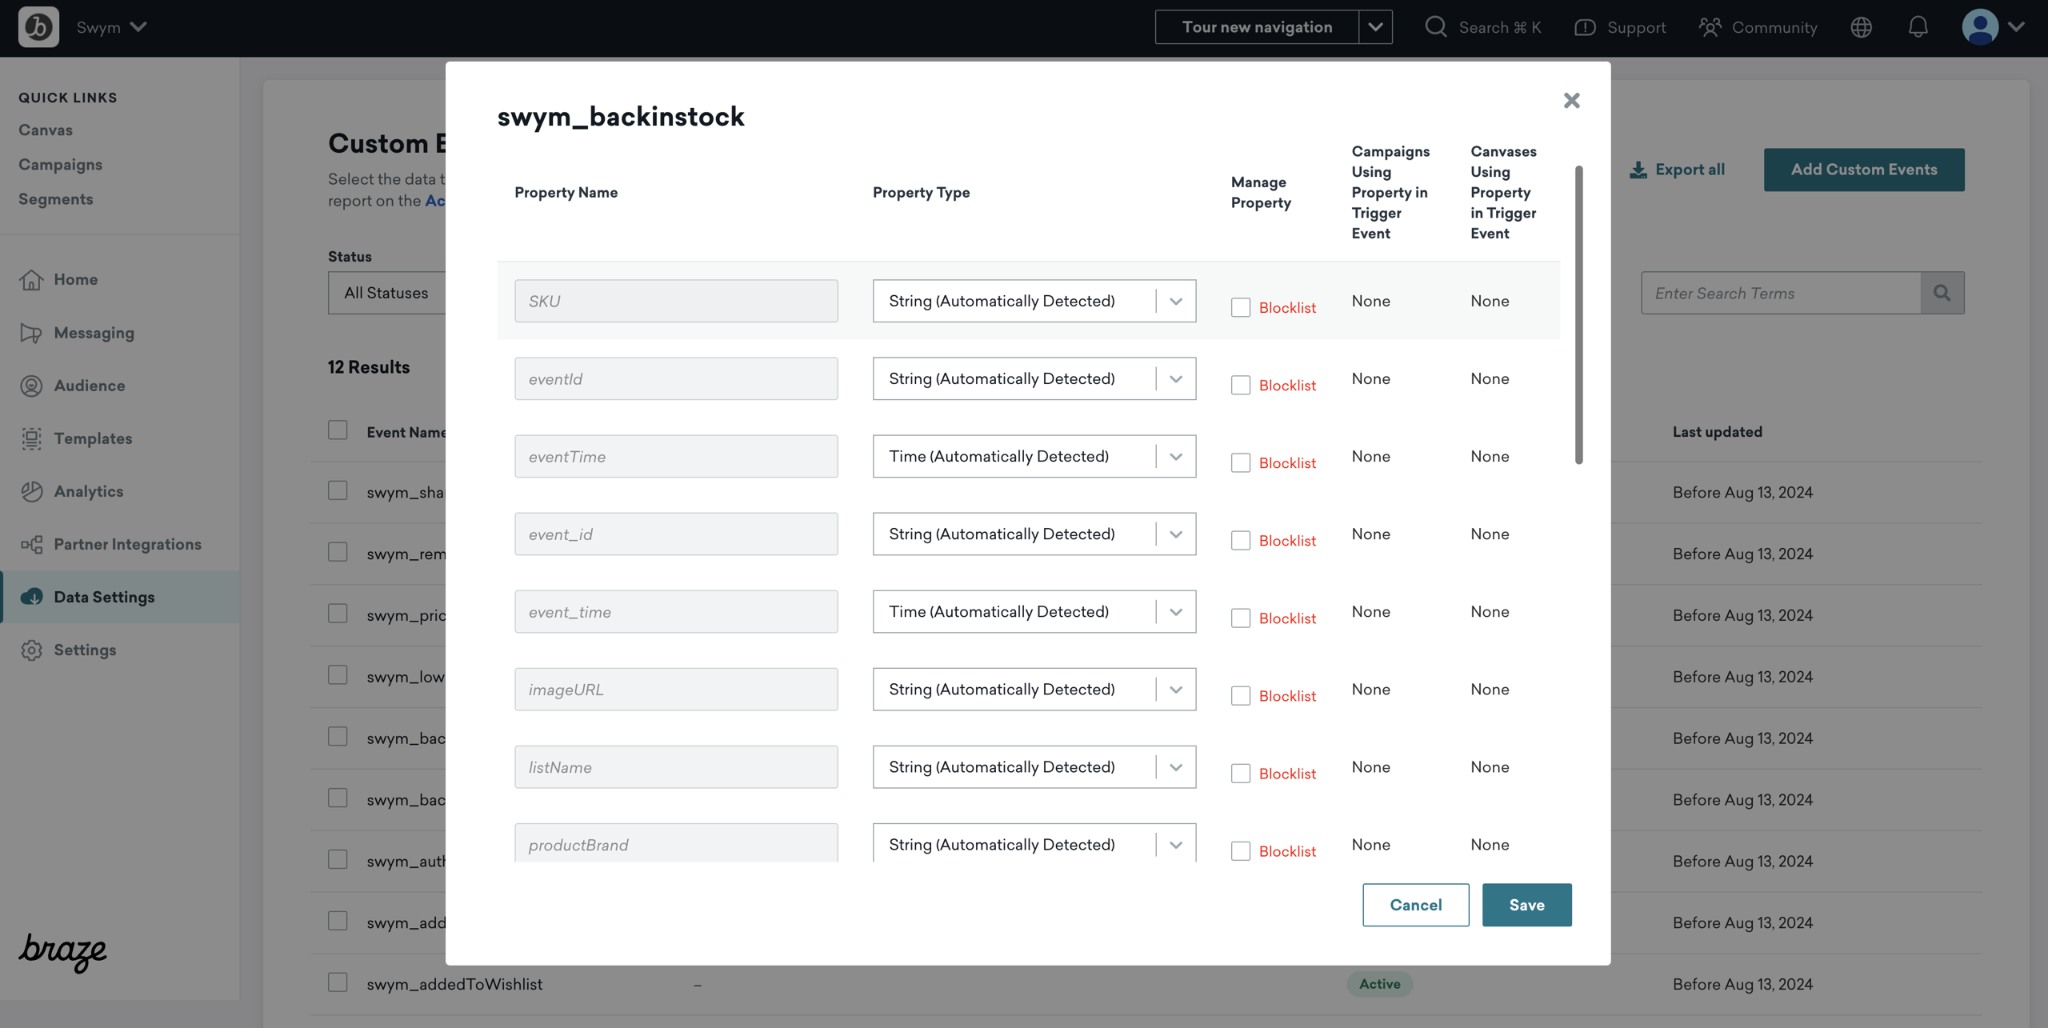 Swym
Tour new navigation
Search ⌘ K
Support
Community
QUICK LINKS
Canvas
Campaigns
Segments
Home
Messaging
Audience
Templates
Analytics
Partner Integrations
Data Settings
Settings
braze
Custom E
Select the data t
report on the Ac
Export all
Add Custom Events
Status
All Statuses
Enter Search Terms
12 Results
Event Name
Last updated
swym_sha
Before Aug 13, 2024
swym_rem
Before Aug 13, 2024
swym_pric
Before Aug 13, 2024
swym_low
Before Aug 13, 2024
swym_bac
Before Aug 13, 2024
swym_bac
Before Aug 13, 2024
swym_auth
Before Aug 13, 2024
swym_add
Before Aug 13, 2024
swym_addedToWishlist – Active Before Aug 13, 2024
swym_backinstock
Property Name
Property Type
Manage
Property
Campaigns
Using
Property in
Trigger
Event
Canvases
Using
Property
in Trigger
Event
SKU String (Automatically Detected) Blocklist None None
eventId String (Automatically Detected) Blocklist None None
eventTime Time (Automatically Detected) Blocklist None None
event_id String (Automatically Detected) Blocklist None None
event_time Time (Automatically Detected) Blocklist None None
imageURL String (Automatically Detected) Blocklist None None
listName String (Automatically Detected) Blocklist None None
productBrand String (Automatically Detected) Blocklist None None
Cancel
Save